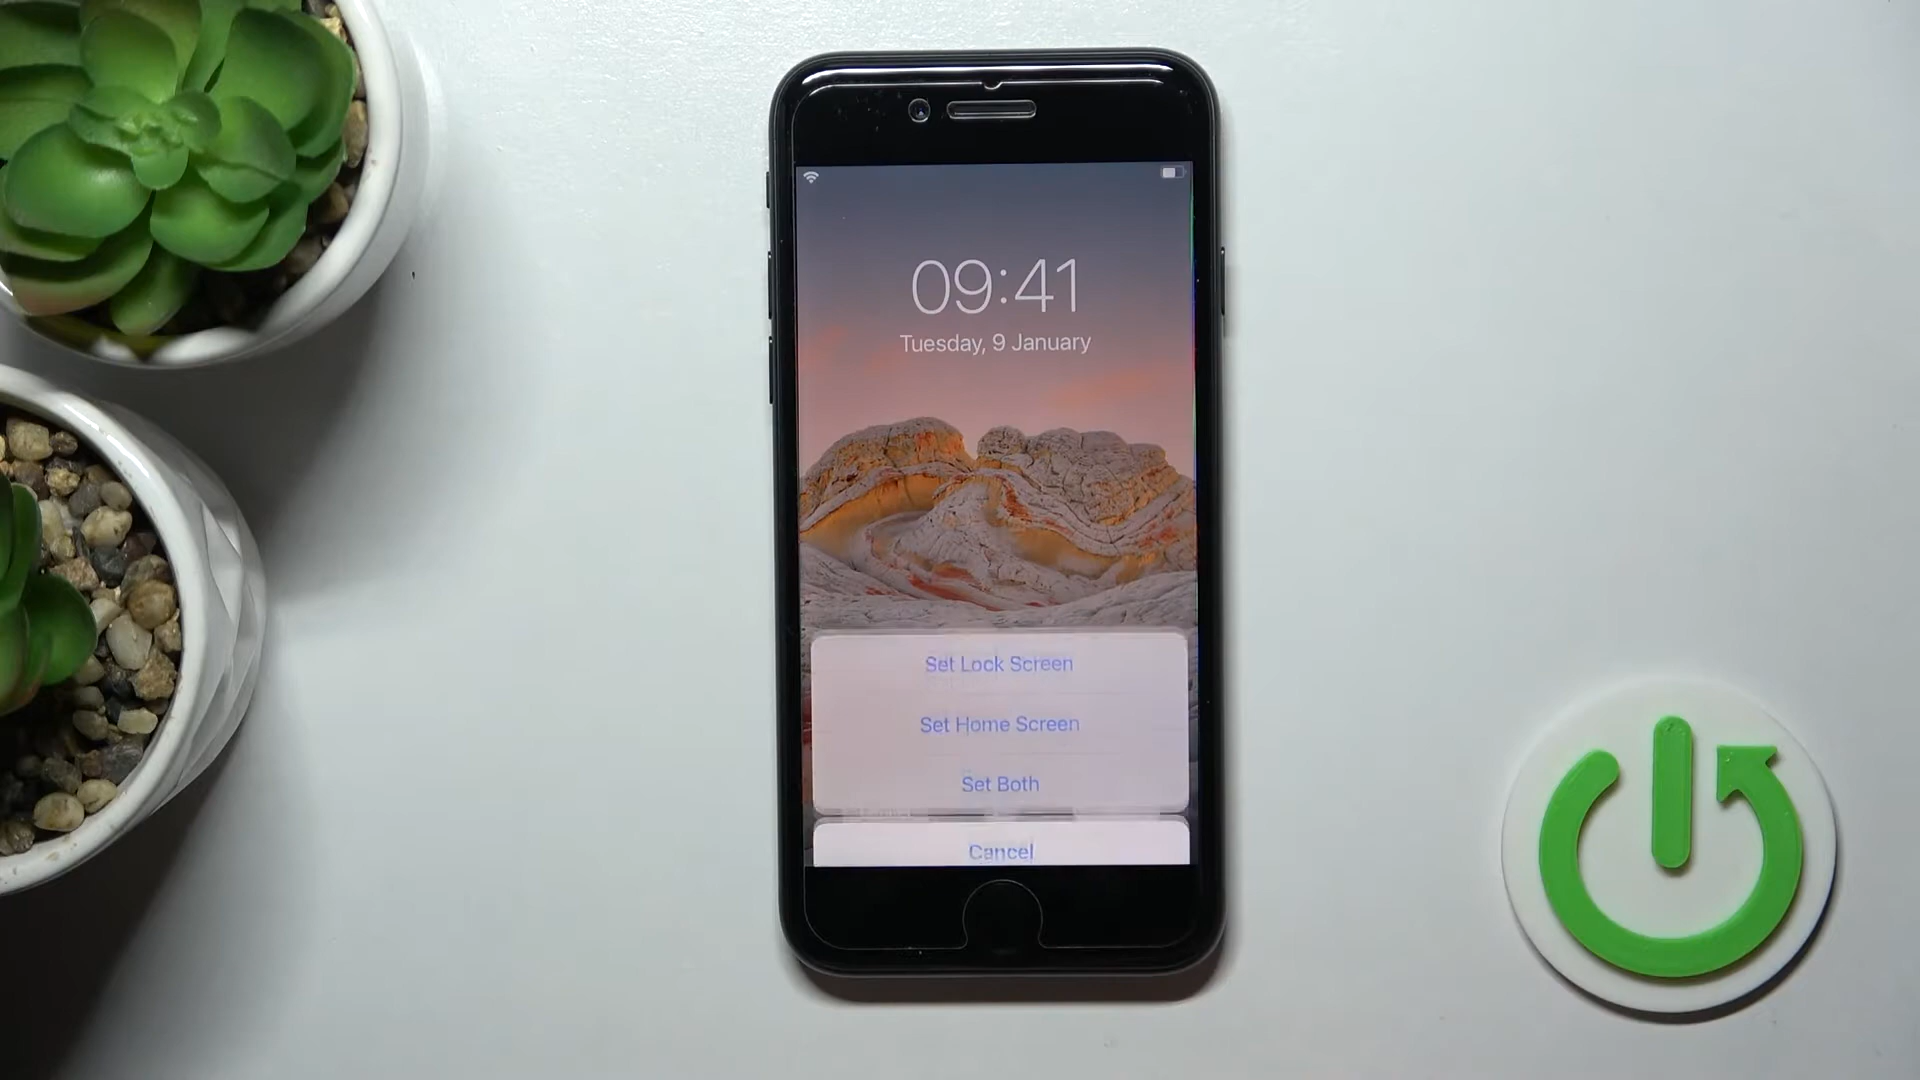 09:41
Tuesday, 9 January
Set Lock Screen
Set Home Screen
Set Both
Cancel